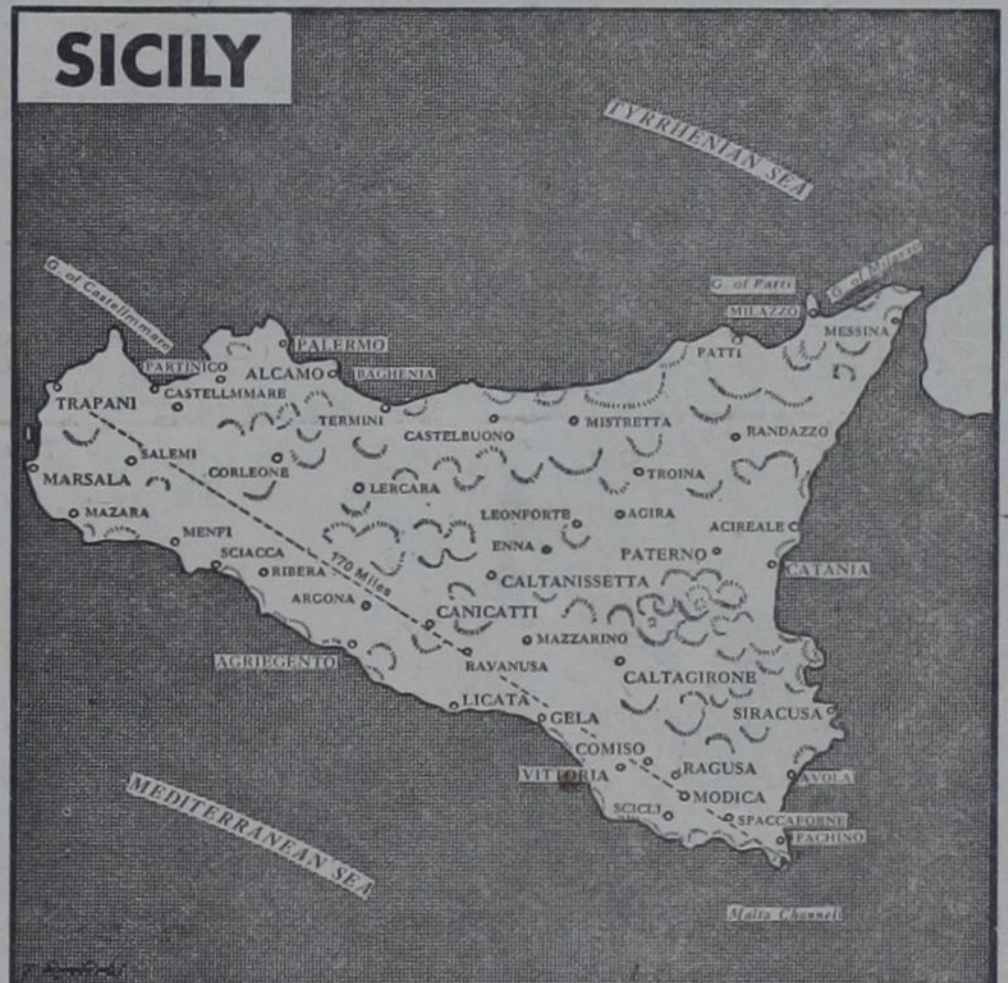 SICILY
TYRRHENIAN SEA
G. of Castellmmare
G. of Patti
G. of Milazzo
MILAZZO
MESSINA
PARTINICO
PALERMO
ALCAMO
BAGHENIA
PATTI
TRAPANI
CASTELLMMARE
TERMINI
CASTELBUONO
MISTRETTA
RANDAZZO
SALEMI
MARSALA
CORLEONE
LERCARA
TROINA
MAZARA
MENFI
LEONFORTE
AGIRA
ACIREALE
SCIACCA
170 Miles
ENNA
PATERNO
RIBERA
CALTANISSETTA
CATANIA
ARGONA
CANICATTI
MAZZARINO
AGRIEGENTO
RAVANUSA
CALTAGIRONE
LICATA
GELA
SIRACUSA
COMISO
VITTORIA
RAGUSA
AVOLA
MODICA
SCICLI
SPACCAFORNE
PACHINO
MEDITERRANEAN SEA
Malta Channell